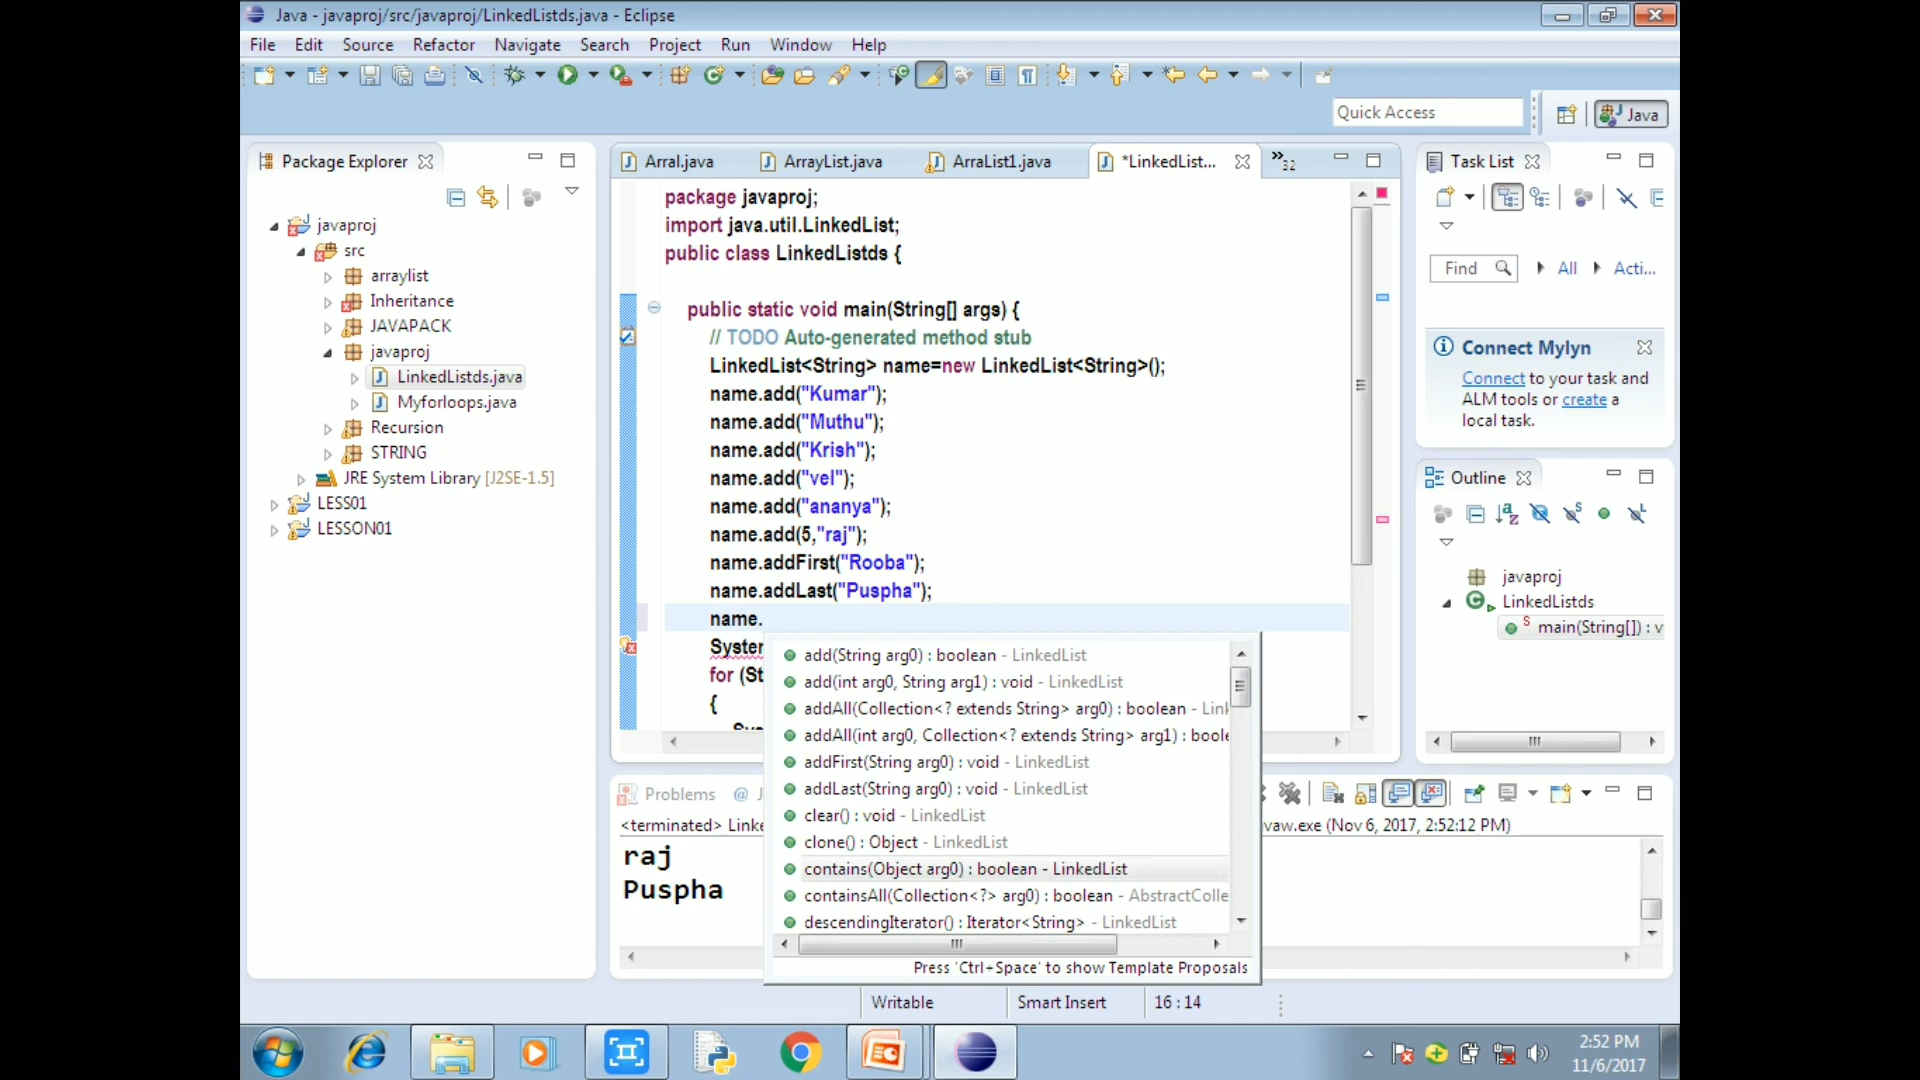 Java - javaproj/src/javaproj/LinkedListds.java - Eclipse
File Edit Source Refactor Navigate Search Project Run Window Help
Quick Access
Java
Package Explorer
javaproj
src
arraylist
Inheritance
JAVAPACK
javaproj
LinkedListds.java
Myforloops.java
Recursion
STRING
JRE System Library [J2SE-1.5]
LESS01
LESSON01
Arral.java ArrayList.java ArraList1.java *LinkedList... »32
package javaproj;
import java.util.LinkedList;
public class LinkedListds {
public static void main(String[] args) {
// TODO Auto-generated method stub
LinkedList<String> name=new LinkedList<String>();
name.add("Kumar");
name.add("Muthu");
name.add("Krish");
name.add("vel");
name.add("ananya");
name.add(5,"raj");
name.addFirst("Rooba");
name.addLast("Puspha");
name.
System
for (St
{
Sys
add(String arg0) : boolean - LinkedList
add(int arg0, String arg1) : void - LinkedList
addAll(Collection<? extends String> arg0) : boolean - Link
addAll(int arg0, Collection<? extends String> arg1) : boole
addFirst(String arg0) : void - LinkedList
addLast(String arg0) : void - LinkedList
clear() : void - LinkedList
clone() : Object - LinkedList
contains(Object arg0) : boolean - LinkedList
containsAll(Collection<?> arg0) : boolean - AbstractColle
descendingIterator() : Iterator<String> - LinkedList
Press 'Ctrl+Space' to show Template Proposals
Task List
Find All Acti...
Connect Mylyn
Connect to your task and
ALM tools or create a
local task.
Outline
javaproj
LinkedListds
main(String[]) : v
Problems @ J
<terminated> Linke
vaw.exe (Nov 6, 2017, 2:52:12 PM)
raj
Puspha
Writable Smart Insert 16 : 14
2:52 PM
11/6/2017